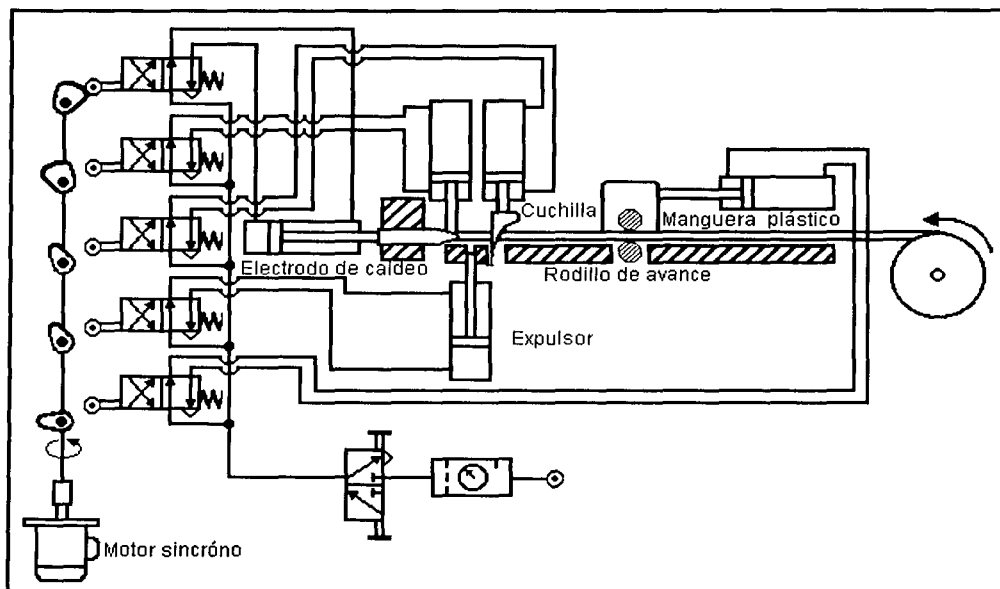 Cuchilla
Manguera plástico
Electrodo de caldeo
Rodillo de avance
Expulsor
Motor sincróno